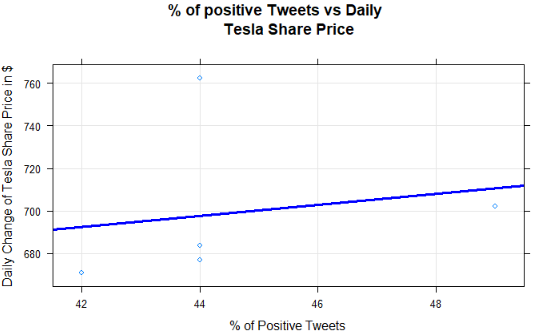 % of positive Tweets vs Daily
Tesla Share Price
Daily Change of Tesla Share Price in $
760
740
720
700
680
42
44
46
48
% of Positive Tweets